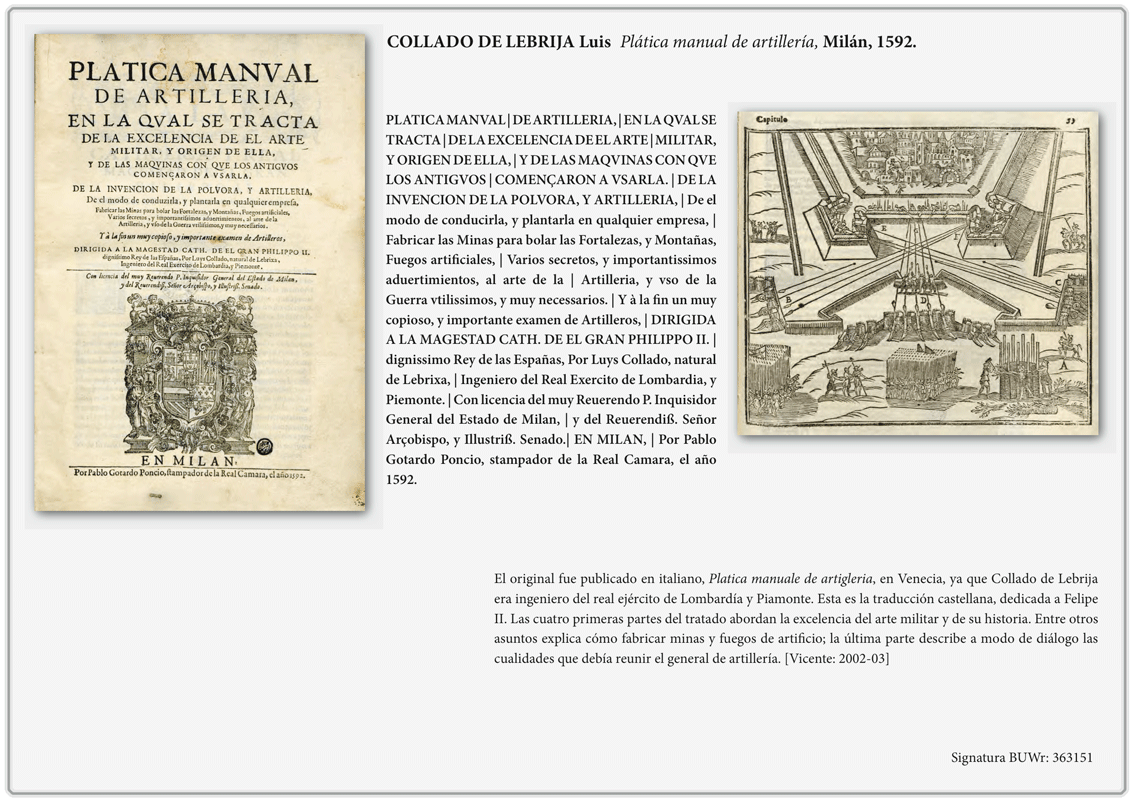 COLLADO DE LEBRIJA Luis Plática manual de artillería, Milán, 1592.
PLATICA MANVAL
DE ARTILLERIA,
EN LA QVAL SE TRACTA
DE LA EXCELENCIA DE EL ARTE
MILITAR, Y ORIGEN DE ELLA,
Y DE LAS MAQVINAS CON QVE LOS ANTIGVOS
COMENÇARON A VSARLA,
DE LA INVENCION DE LA POLVORA, Y ARTILLERIA,
De el modo de conduzirla, y plantarla en qualquier empresa,
Fabricar las Minas para bolar las Fortalezas, y Montañas, Fuegos artificiales,
Varios secretos, y importantissimos aduertimientos, al arte de la
Artilleria, y vso de la Guerra vtilissimos, y muy necessarios.
Y à la fin un muy copioso, y importante examen de Artilleros,
DIRIGIDA A LA MAGESTAD CATH. DE EL GRAN PHILIPPO II.
dignissimo Rey de las Españas, Por Luys Collado, natural de Lebrixa,
Ingeniero del Real Exercito de Lombardia, y Piemonte.
Con licencia del muy Reuerendo P. Inquisidor General del Estado de Milan,
y del Reuerendiß. Señor Arçobispo, y Illustriß. Senado.
EN MILAN,
Por Pablo Gotardo Poncio, stampador de la Real Camara, el año 1592.
PLATICA MANVAL | DE ARTILLERIA, | EN LA QVAL SE
TRACTA | DE LA EXCELENCIA DE EL ARTE | MILITAR,
Y ORIGEN DE ELLA, | Y DE LAS MAQVINAS CON QVE
LOS ANTIGVOS | COMENÇARON A VSARLA. | DE LA
INVENCION DE LA POLVORA, Y ARTILLERIA, | De el
modo de conducirla, y plantarla en qualquier empresa, |
Fabricar las Minas para bolar las Fortalezas, y Montañas,
Fuegos artificiales, | Varios secretos, y importantissimos
aduertimientos, al arte de la | Artilleria, y vso de la
Guerra vtilissimos, y muy necessarios. | Y à la fin un muy
copioso, y importante examen de Artilleros, | DIRIGIDA
A LA MAGESTAD CATH. DE EL GRAN PHILIPPO II. |
dignissimo Rey de las Españas, Por Luys Collado, natural
de Lebrixa, | Ingeniero del Real Exercito de Lombardia, y
Piemonte. | Con licencia del muy Reuerendo P. Inquisidor
General del Estado de Milan, | y del Reuerendiß. Señor
Arçobispo, y Illustriß. Senado.| EN MILAN, | Por Pablo
Gotardo Poncio, stampador de la Real Camara, el año
1592.
Capitulo 53
E
B
C
D
A
El original fue publicado en italiano, Platica manuale de artigleria, en Venecia, ya que Collado de Lebrija
era ingeniero del real ejército de Lombardía y Piamonte. Esta es la traducción castellana, dedicada a Felipe
II. Las cuatro primeras partes del tratado abordan la excelencia del arte militar y de su historia. Entre otros
asuntos explica cómo fabricar minas y fuegos de artificio; la última parte describe a modo de diálogo las
cualidades que debía reunir el general de artillería. [Vicente: 2002-03]
Signatura BUWr: 363151